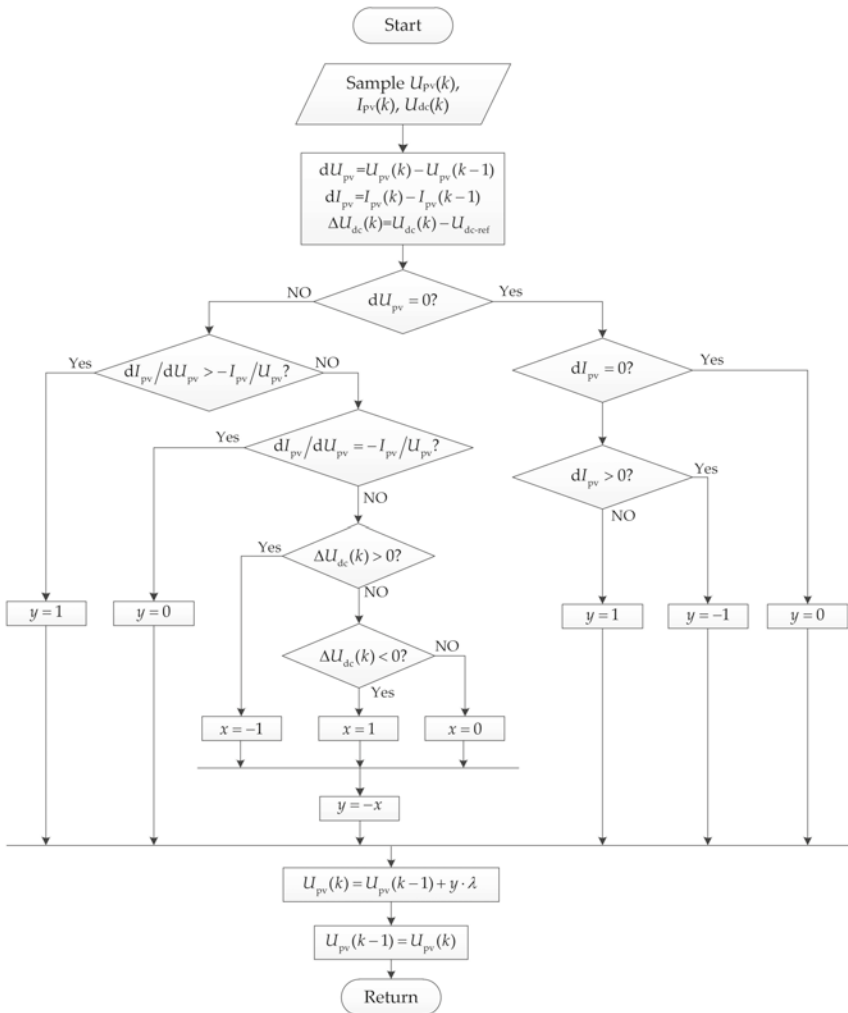 Start
Sample Upv(k),
Ipv(k), Udc(k)
dUpv=Upv(k)−Upv(k−1)
dIpv=Ipv(k)−Ipv(k−1)
ΔUdc(k)=Udc(k)−Udc-ref
NO
dUpv = 0?
Yes
Yes
dIpv/dUpv > −Ipv/Upv?
NO
dIpv = 0?
Yes
Yes
dIpv/dUpv = −Ipv/Upv?
NO
dIpv > 0?
Yes
NO
Yes
ΔUdc(k) > 0?
NO
y = 1
y = 0
y = 1
y = −1
y = 0
ΔUdc(k) < 0?
NO
Yes
x = −1
x = 1
x = 0
y = −x
Upv(k) = Upv(k−1) + y · λ
Upv(k−1) = Upv(k)
Return